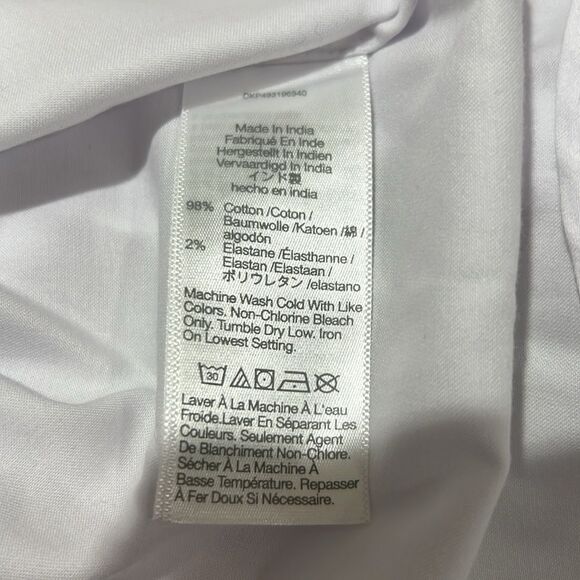 DKP493196940
Made In India
Fabriqué En Inde
Hergestellt In Indien
Vervaardigd In India
インド製
hecho en india
98% Cotton /Coton /
Baumwolle /Katoen /綿 /
algodón
2% Elastane /Élasthanne /
Elastan /Elastaan /
ポリウレタン /elastano
Machine Wash Cold With Like
Colors. Non-Chlorine Bleach
Only. Tumble Dry Low. Iron
On Lowest Setting.
30
Laver À La Machine À L'eau
Froide.Laver En Séparant Les
Couleurs. Seulement Agent
De Blanchiment Non-Chlore.
Sécher À La Machine À
Basse Température. Repasser
À Fer Doux Si Nécessaire.